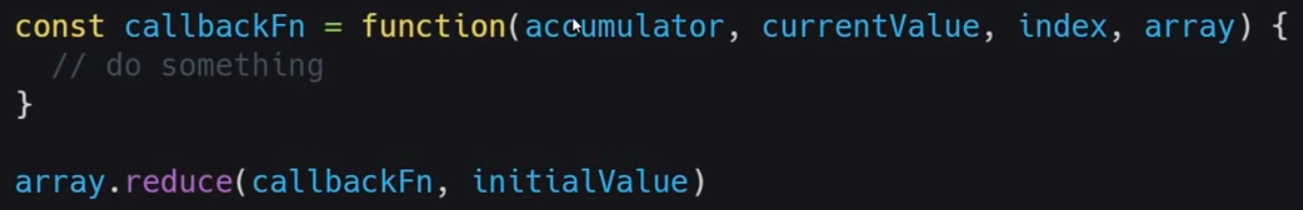 const callbackFn = function(accumulator, currentValue, index, array) {
  // do something
}
array.reduce(callbackFn, initialValue)